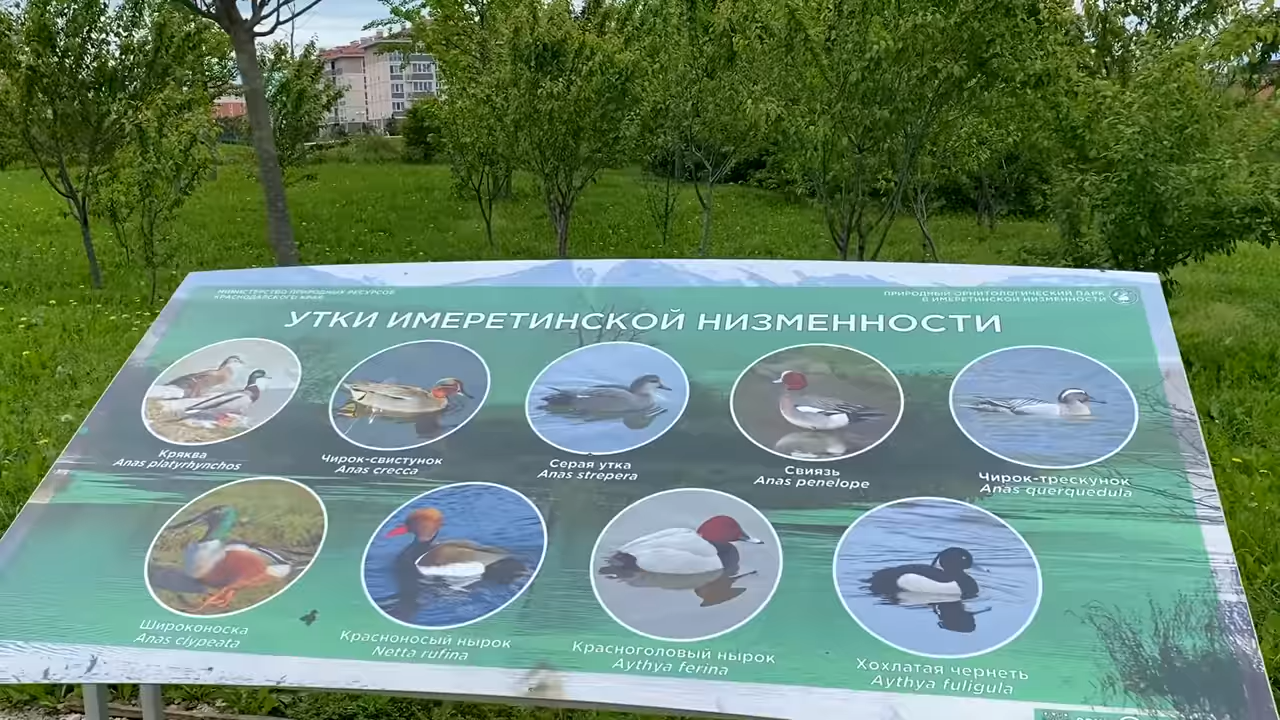 МИНИСТЕРСТВО ПРИРОДНЫХ РЕСУРСОВ
КРАСНОДАРСКОГО КРАЯ
ПРИРОДНЫЙ ОРНИТОЛОГИЧЕСКИЙ ПАРК
В ИМЕРЕТИНСКОЙ НИЗМЕННОСТИ
УТКИ ИМЕРЕТИНСКОЙ НИЗМЕННОСТИ
Кряква
Anas platyrhynchos
Чирок-свистунок
Anas crecca
Серая утка
Anas strepera
Свиязь
Anas penelope
Чирок-трескунок
Anas querquedula
Широконоска
Anas clypeata
Красноносый нырок
Netta rufina
Красноголовый нырок
Aythya ferina
Хохлатая чернеть
Aythya fuligula